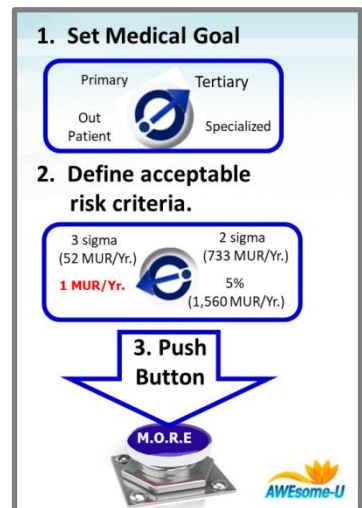 1. Set Medical Goal
Primary
Tertiary
Out
Patient
Specialized
2. Define acceptable
risk criteria.
3 sigma
(52 MUR/Yr.)
2 sigma
(733 MUR/Yr.)
1 MUR/Yr.
5%
(1,560 MUR/Yr.)
3. Push
Button
M.O.R.E
AWEsome-U